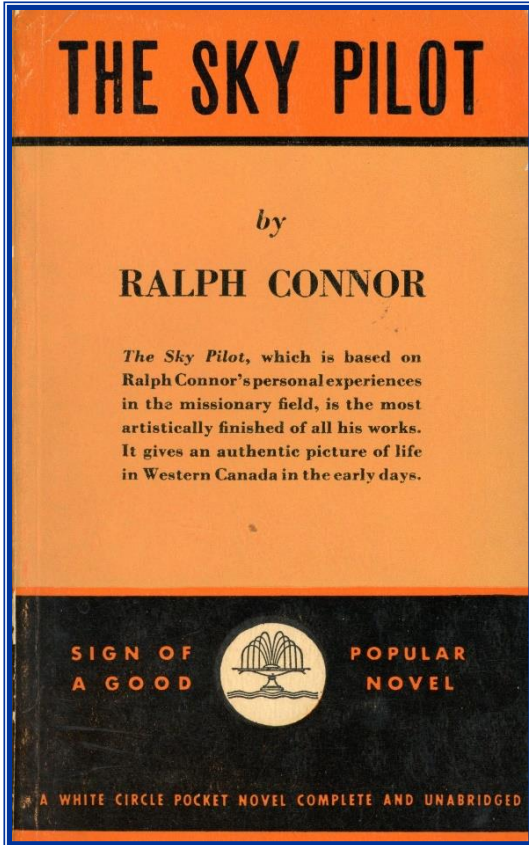 THE SKY PILOT
by
RALPH CONNOR
The Sky Pilot, which is based on
Ralph Connor's personal experiences
in the missionary field, is the most
artistically finished of all his works.
It gives an authentic picture of life
in Western Canada in the early days.
SIGN OF
A GOOD
POPULAR
NOVEL
A WHITE CIRCLE POCKET NOVEL COMPLETE AND UNABRIDGED